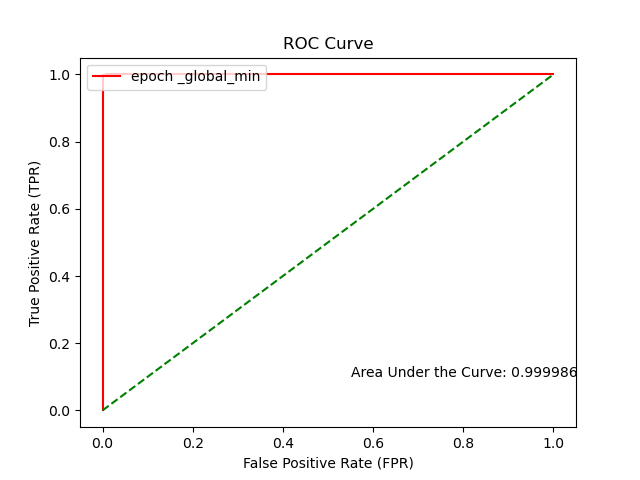 ROC Curve
epoch _global_min
True Positive Rate (TPR)
1.0
0.8
0.6
0.4
0.2
0.0
Area Under the Curve: 0.999986
0.0 0.2 0.4 0.6 0.8 1.0
False Positive Rate (FPR)